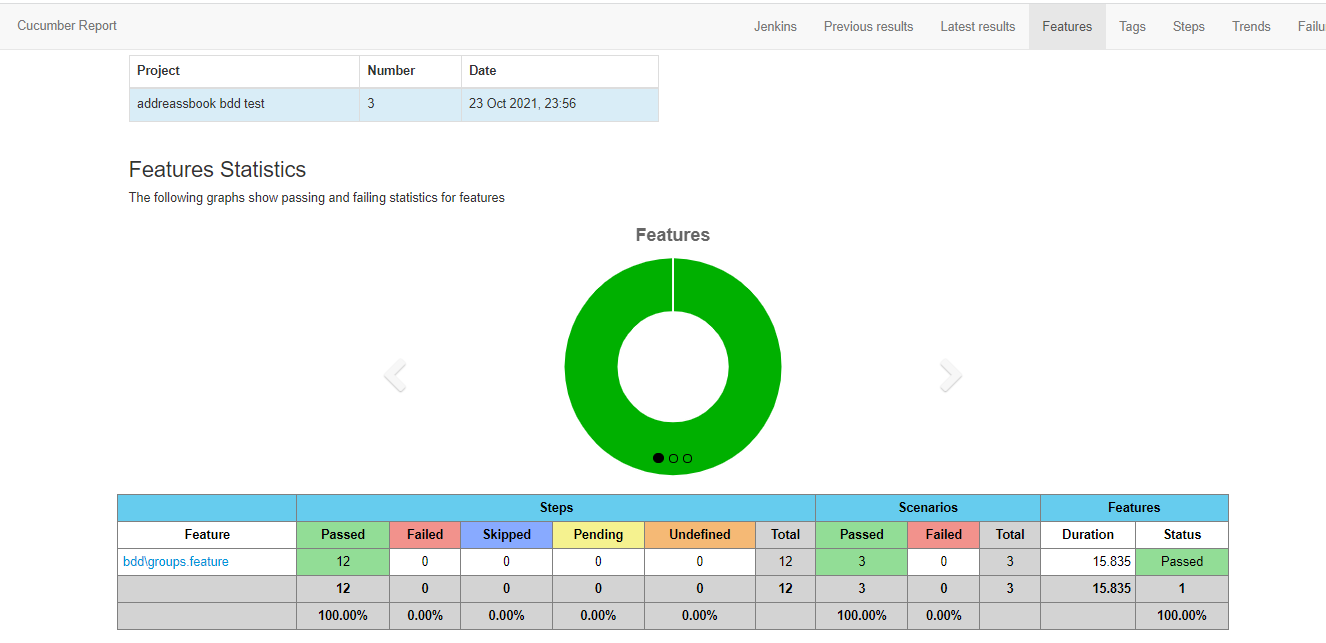 Cucumber Report Jenkins Previous results Latest results Features Tags Steps Trends Failu
Project Number Date
addreassbook bdd test 3 23 Oct 2021, 23:56
Features Statistics
The following graphs show passing and failing statistics for features
Features
Steps Scenarios Features
Feature Passed Failed Skipped Pending Undefined Total Passed Failed Total Duration Status
bdd\groups.feature 12 0 0 0 0 12 3 0 3 15.835 Passed
12 0 0 0 0 12 3 0 3 15.835 1
100.00% 0.00% 0.00% 0.00% 0.00% 100.00% 0.00% 100.00%